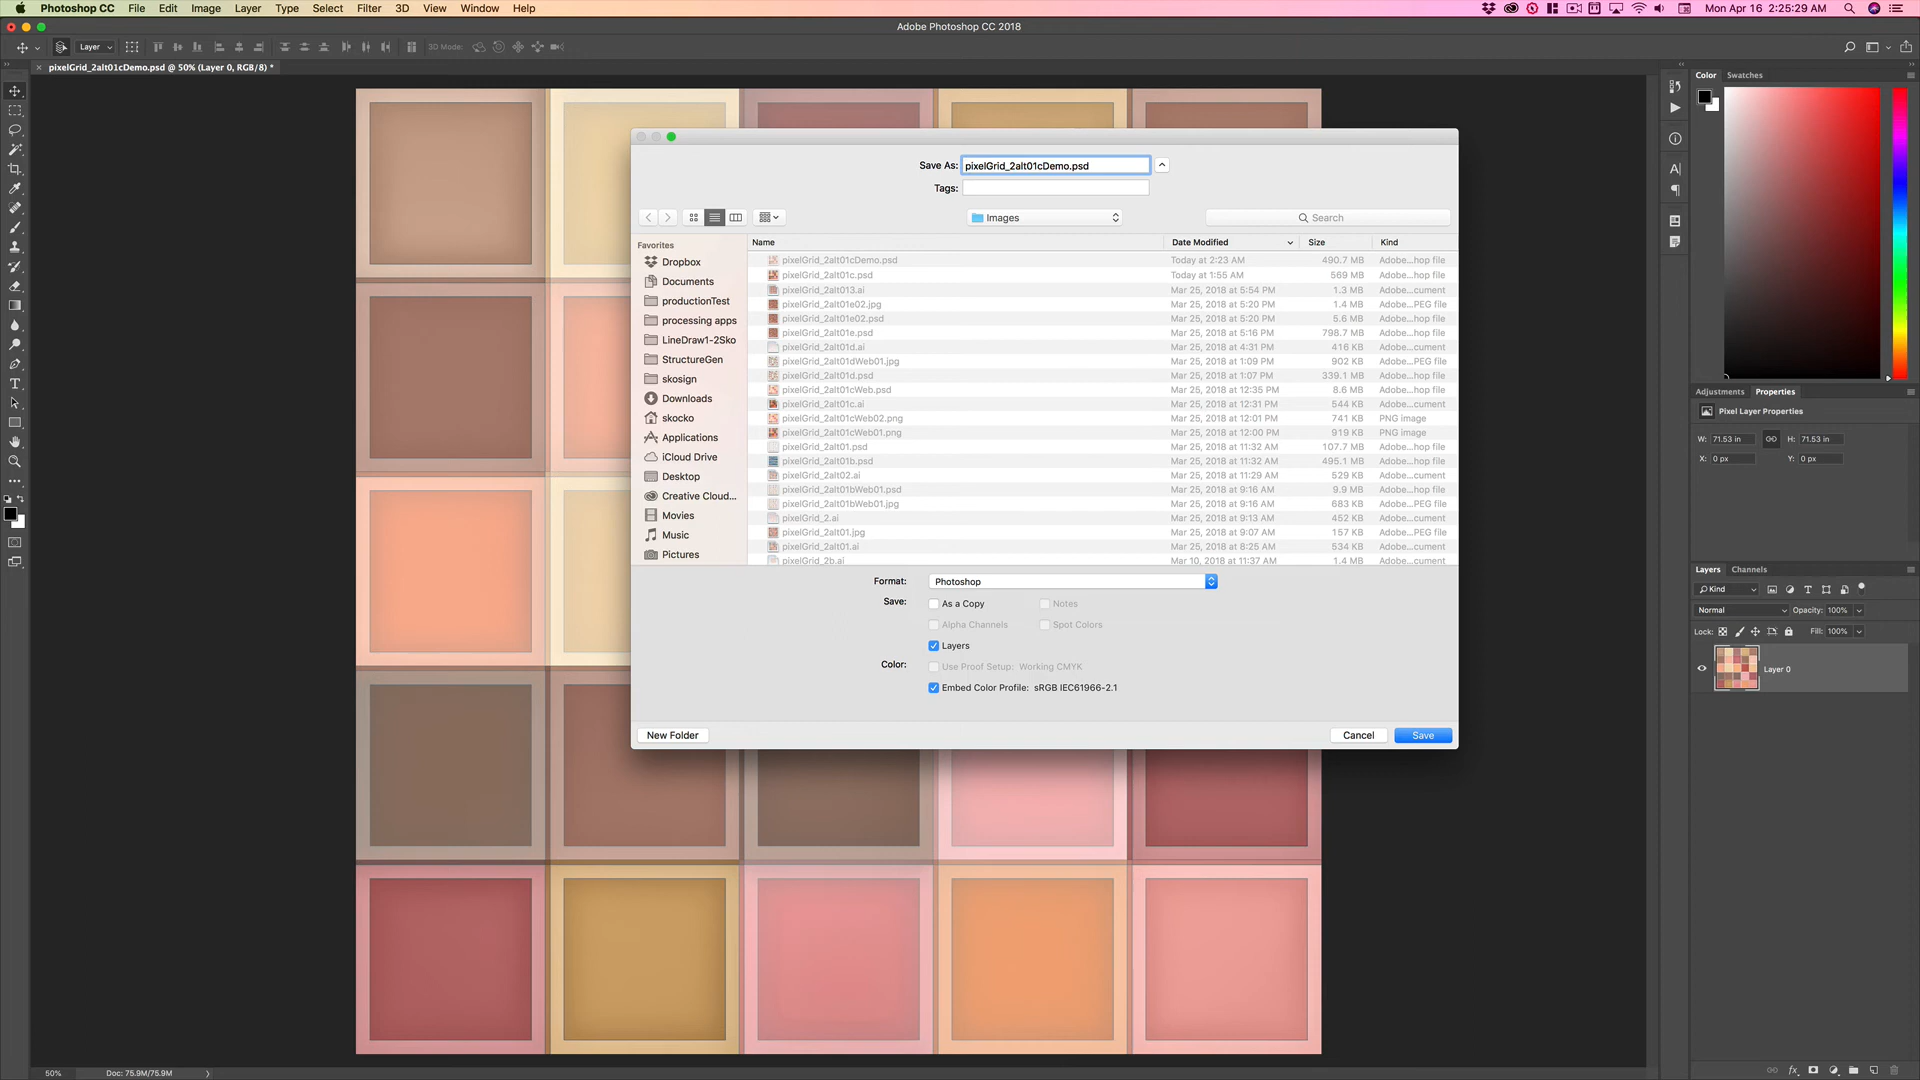 Photoshop CC File Edit Image Layer Type Select Filter 3D View Window Help Mon Apr 16 2:25:29 AM
Adobe Photoshop CC 2018
Layer 3D Mode:
× pixelGrid_2alt01cDemo.psd @ 50% (Layer 0, RGB/8) *
Color Swatches
Save As: pixelGrid_2alt01cDemo.psd
Tags:
Images Search
Favorites
Dropbox
Documents
productionTest
processing apps
LineDraw1-2Sko
StructureGen
skosign
Downloads
skocko
Applications
iCloud Drive
Desktop
Creative Cloud...
Movies
Music
Pictures
Name Date Modified Size Kind
pixelGrid_2alt01cDemo.psd Today at 2:23 AM 490.7 MB Adobe...hop file
pixelGrid_2alt01c.psd Today at 1:55 AM 569 MB Adobe...hop file
pixelGrid_2alt013.ai Mar 25, 2018 at 5:54 PM 1.3 MB Adobe...cument
pixelGrid_2alt01e02.jpg Mar 25, 2018 at 5:20 PM 1.4 MB Adobe...PEG file
pixelGrid_2alt01e02.psd Mar 25, 2018 at 5:20 PM 5.6 MB Adobe...hop file
pixelGrid_2alt01e.psd Mar 25, 2018 at 5:16 PM 798.7 MB Adobe...hop file
pixelGrid_2alt01d.ai Mar 25, 2018 at 4:31 PM 416 KB Adobe...cument
pixelGrid_2alt01dWeb01.jpg Mar 25, 2018 at 1:09 PM 902 KB Adobe...PEG file
pixelGrid_2alt01d.psd Mar 25, 2018 at 1:07 PM 339.1 MB Adobe...hop file
pixelGrid_2alt01cWeb.psd Mar 25, 2018 at 12:35 PM 8.6 MB Adobe...hop file
pixelGrid_2alt01c.ai Mar 25, 2018 at 12:31 PM 544 KB Adobe...cument
pixelGrid_2alt01cWeb02.png Mar 25, 2018 at 12:01 PM 741 KB PNG image
pixelGrid_2alt01cWeb01.png Mar 25, 2018 at 12:00 PM 919 KB PNG image
pixelGrid_2alt01.psd Mar 25, 2018 at 11:32 AM 107.7 MB Adobe...hop file
pixelGrid_2alt01b.psd Mar 25, 2018 at 11:32 AM 495.1 MB Adobe...hop file
pixelGrid_2alt02.ai Mar 25, 2018 at 11:29 AM 529 KB Adobe...cument
pixelGrid_2alt01bWeb01.psd Mar 25, 2018 at 9:16 AM 9.9 MB Adobe...hop file
pixelGrid_2alt01bWeb01.jpg Mar 25, 2018 at 9:16 AM 683 KB Adobe...PEG file
pixelGrid_2.ai Mar 25, 2018 at 9:13 AM 452 KB Adobe...cument
pixelGrid_2alt01.jpg Mar 25, 2018 at 9:07 AM 157 KB Adobe...PEG file
pixelGrid_2alt01.ai Mar 25, 2018 at 8:25 AM 534 KB Adobe...cument
pixelGrid_2b.ai Mar 10, 2018 at 11:37 AM 1.4 MB Adobe...cument
Format: Photoshop
Save: As a Copy Notes
Alpha Channels Spot Colors
Layers
Color: Use Proof Setup: Working CMYK
Embed Color Profile: sRGB IEC61966-2.1
New Folder Cancel Save
Adjustments Properties
Pixel Layer Properties
W: 71.53 in H: 71.53 in
X: 0 px Y: 0 px
Layers Channels
Kind
Normal Opacity: 100%
Lock: Fill: 100%
Layer 0
50% Doc: 75.9M/75.9M